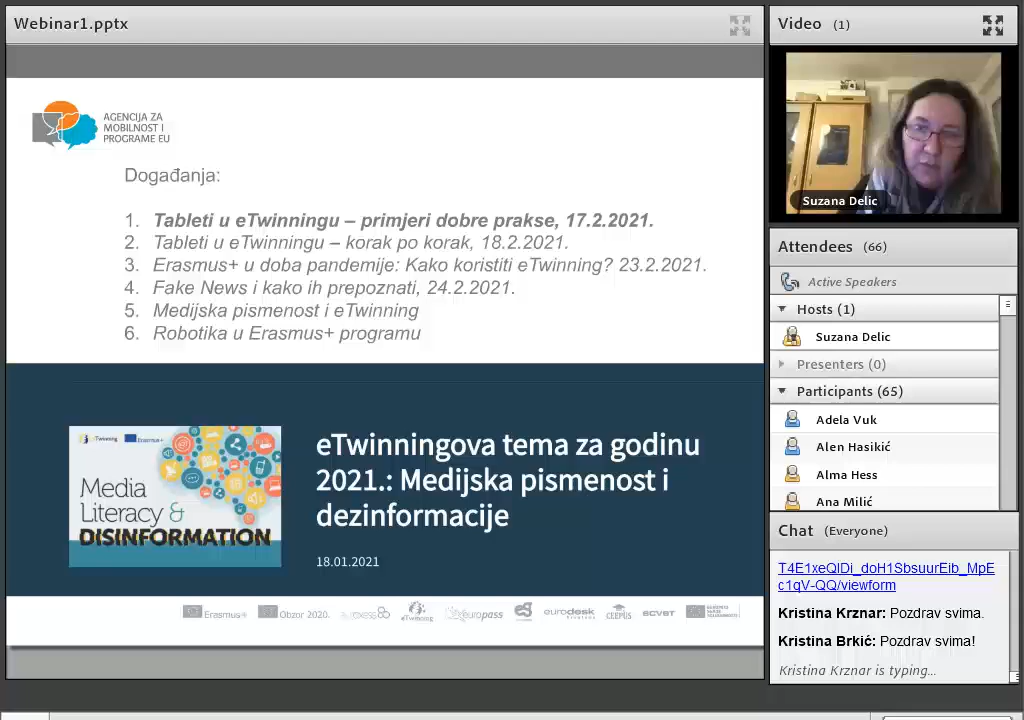 Webinar1.pptx
AGENCIJA ZA
MOBILNOST I
PROGRAME EU
Događanja:
1. Tableti u eTwinningu – primjeri dobre prakse, 17.2.2021.
2. Tableti u eTwinningu – korak po korak, 18.2.2021.
3. Erasmus+ u doba pandemije: Kako koristiti eTwinning? 23.2.2021.
4. Fake News i kako ih prepoznati, 24.2.2021.
5. Medijska pismenost i eTwinning
6. Robotika u Erasmus+ programu
eTwinning Erasmus+
Media
Literacy &
DISINFORMATION
eTwinningova tema za godinu
2021.: Medijska pismenost i
dezinformacije
18.01.2021
Erasmus+ Obzor 2020. eTwinning europass eurodesk CEEPUS ECVET
Video (1)
Suzana Delic
Attendees (66)
Active Speakers
Hosts (1)
Suzana Delic
Presenters (0)
Participants (65)
Adela Vuk
Alen Hasikić
Alma Hess
Ana Milić
Chat (Everyone)
T4E1xeQlDi_doH1SbsuurEib_MpE
c1qV-QQ/viewform
Kristina Krznar: Pozdrav svima.
Kristina Brkić: Pozdrav svima!
Kristina Krznar is typing...